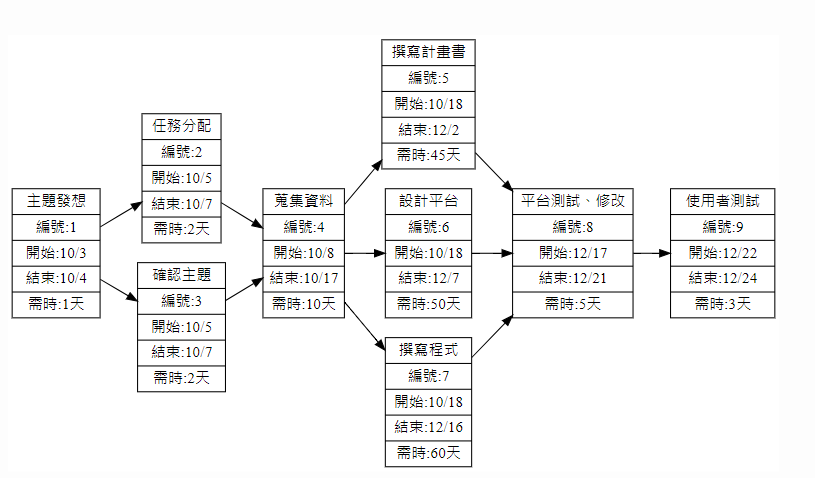 主題發想
編號:1
開始:10/3
結束:10/4
需時:1天
任務分配
編號:2
開始:10/5
結束:10/7
需時:2天
確認主題
編號:3
開始:10/5
結束:10/7
需時:2天
蒐集資料
編號:4
開始:10/8
結束:10/17
需時:10天
撰寫計畫書
編號:5
開始:10/18
結束:12/2
需時:45天
設計平台
編號:6
開始:10/18
結束:12/7
需時:50天
撰寫程式
編號:7
開始:10/18
結束:12/16
需時:60天
平台測試、修改
編號:8
開始:12/17
結束:12/21
需時:5天
使用者測試
編號:9
開始:12/22
結束:12/24
需時:3天